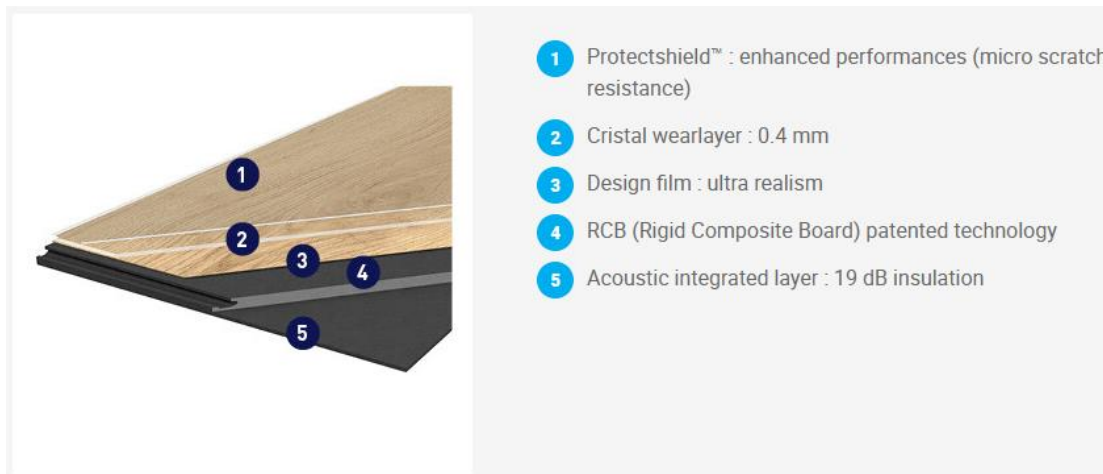 1 Protectshield™ : enhanced performances (micro scratch
resistance)
2 Cristal wearlayer : 0.4 mm
3 Design film : ultra realism
4 RCB (Rigid Composite Board) patented technology
5 Acoustic integrated layer : 19 dB insulation
1
2
3
4
5